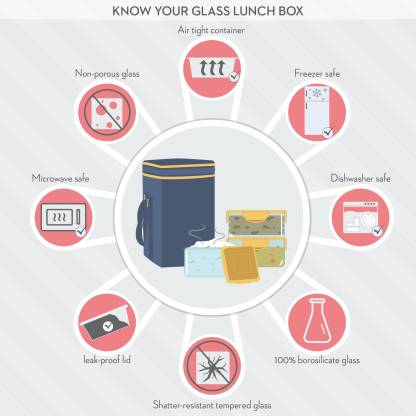 KNOW YOUR GLASS LUNCH BOX
Air tight container
Non-porous glass
Freezer safe
Microwave safe
Dishwasher safe
leak-proof lid
100% borosilicate glass
Shatter-resistant tempered glass